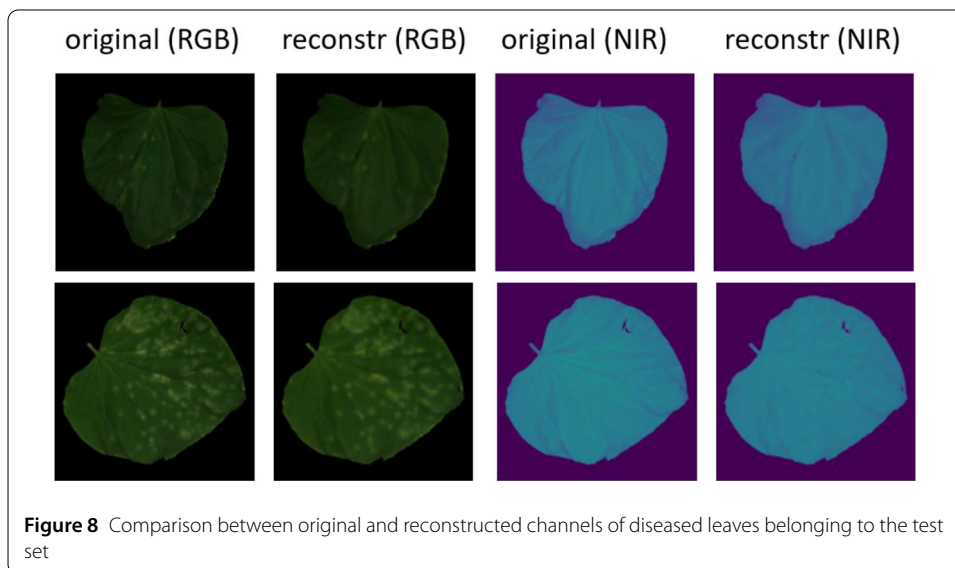 original (RGB) reconstr (RGB) original (NIR) reconstr (NIR)
Figure 8 Comparison between original and reconstructed channels of diseased leaves belonging to the test
set